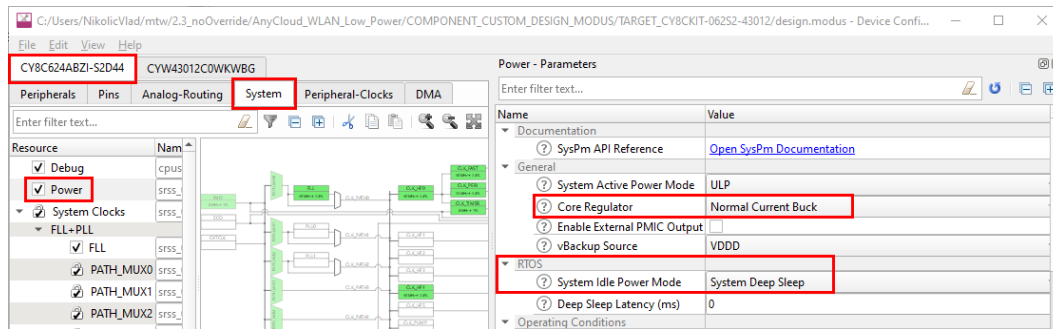 C:/Users/NikolicVlad/mtw/2.3_noOverride/AnyCloud_WLAN_Low_Power/COMPONENT_CUSTOM_DESIGN_MODUS/TARGET_CY8CKIT-062S2-43012/design.modus - Device Confi...
File Edit View Help
CY8C624ABZI-S2D44 CYW43012C0WKWBG
Peripherals Pins Analog-Routing System Peripheral-Clocks DMA
Enter filter text...
Resource Nam
Debug cpus
Power srss_
System Clocks srss_
FLL+PLL
FLL srss_
PATH_MUX0 srss_
PATH_MUX1 srss_
PATH_MUX2 srss_
Power - Parameters
Enter filter text...
Name Value
Documentation
SysPm API Reference Open SysPm Documentation
General
System Active Power Mode ULP
Core Regulator Normal Current Buck
Enable External PMIC Output
vBackup Source VDDD
RTOS
System Idle Power Mode System Deep Sleep
Deep Sleep Latency (ms) 0
Operating Conditions